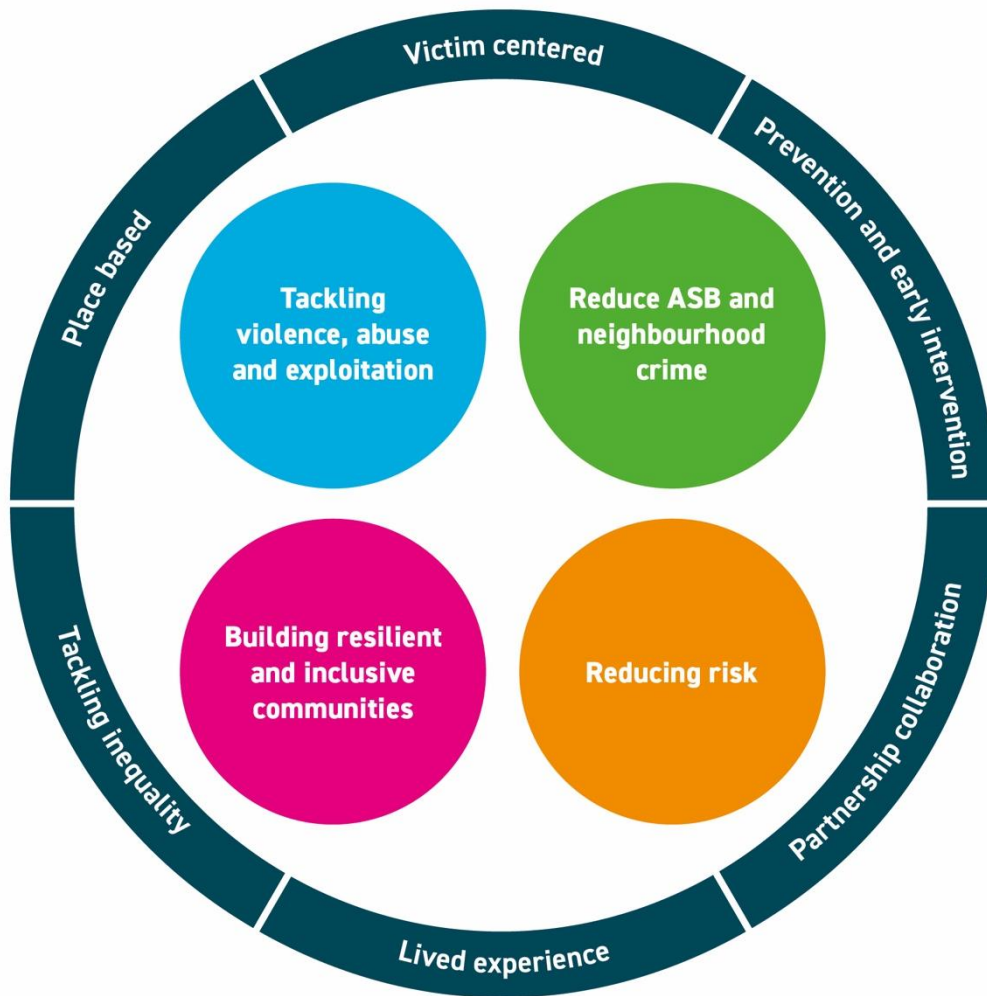 Victim centered
Prevention and early intervention
Place based
Tackling
violence, abuse
and exploitation
Reduce ASB and
neighbourhood
crime
Building resilient
and inclusive
communities
Reducing risk
Tackling inequality
Partnership collaboration
Lived experience